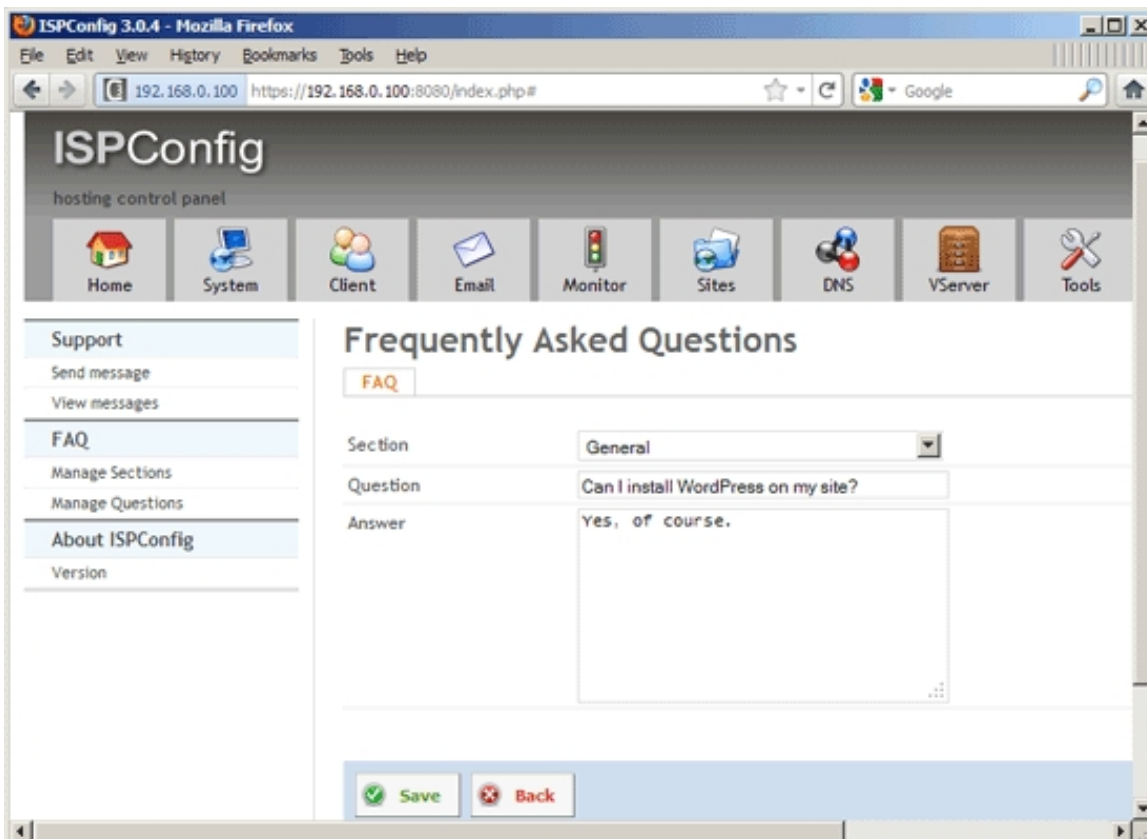 ISPConfig 3.0.4 - Mozilla Firefox
File Edit View History Bookmarks Tools Help
192.168.0.100 https://192.168.0.100:8080/index.php# Google
ISPConfig
hosting control panel
Home System Client Email Monitor Sites DNS VServer Tools
Support
Send message
View messages
FAQ
Manage Sections
Manage Questions
About ISPConfig
Version
Frequently Asked Questions
FAQ
Section General
Question Can I install WordPress on my site?
Answer Yes, of course.
Save Back